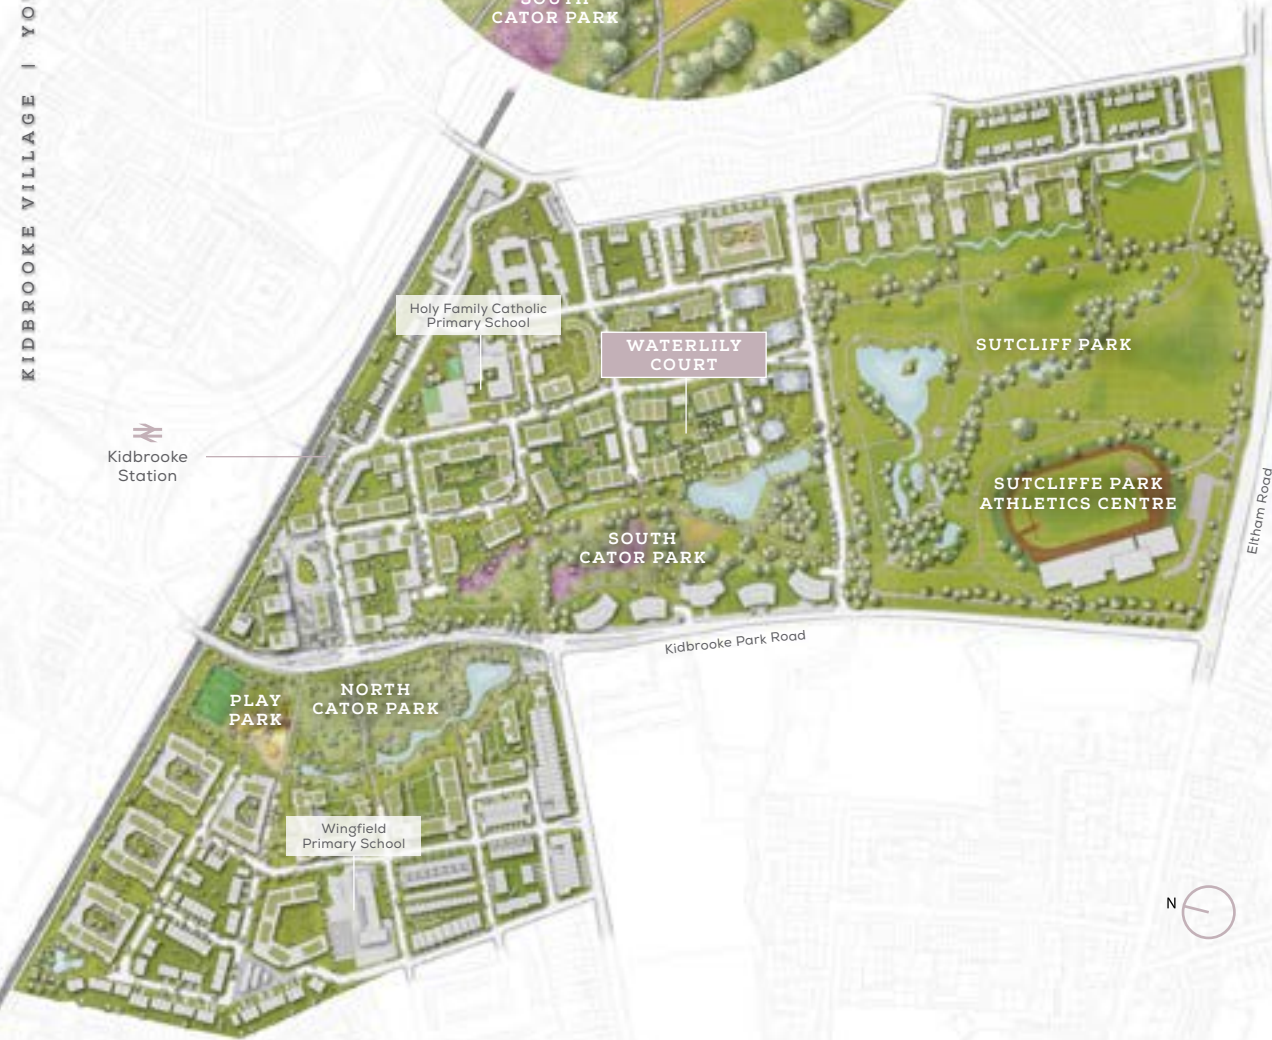 KIDBROOKE VILLAGE | YO
SOUTH
CATOR PARK
Holy Family Catholic
Primary School
WATERLILY
COURT
SUTCLIFF PARK
Kidbrooke
Station
SUTCLIFFE PARK
ATHLETICS CENTRE
Eltham Road
SOUTH
CATOR PARK
Kidbrooke Park Road
PLAY
PARK
NORTH
CATOR PARK
Wingfield
Primary School
N